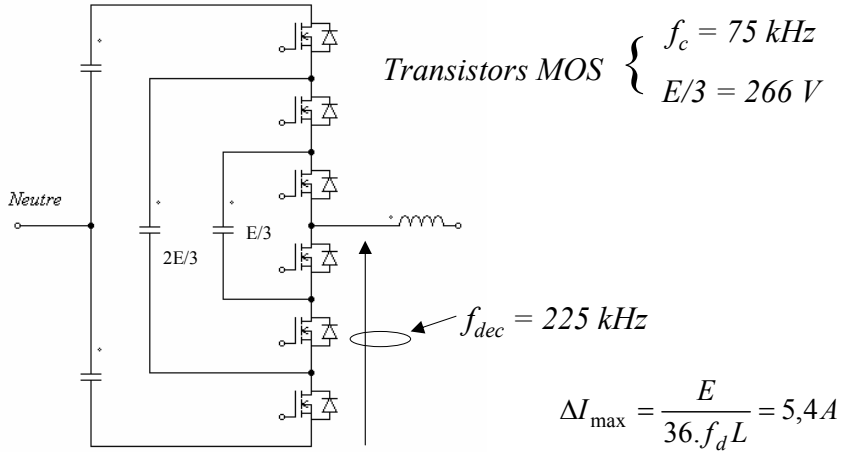 Transistors MOS { f_c = 75 kHz
E/3 = 266 V
Neutre
2E/3
E/3
f_dec = 225 kHz
ΔI_max = E / 36.f_d L = 5,4 A